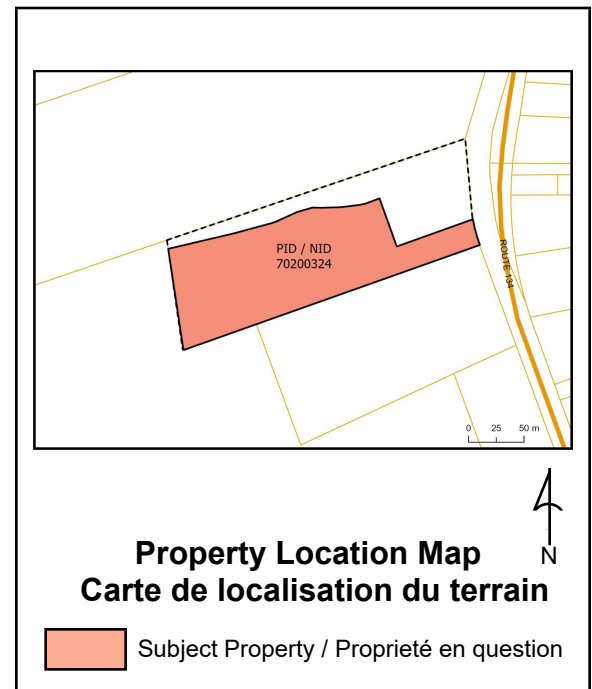 PID / NID
70200324
ROUTE 134
0 25 50 m
N
Property Location Map
Carte de localisation du terrain
Subject Property / Proprieté en question